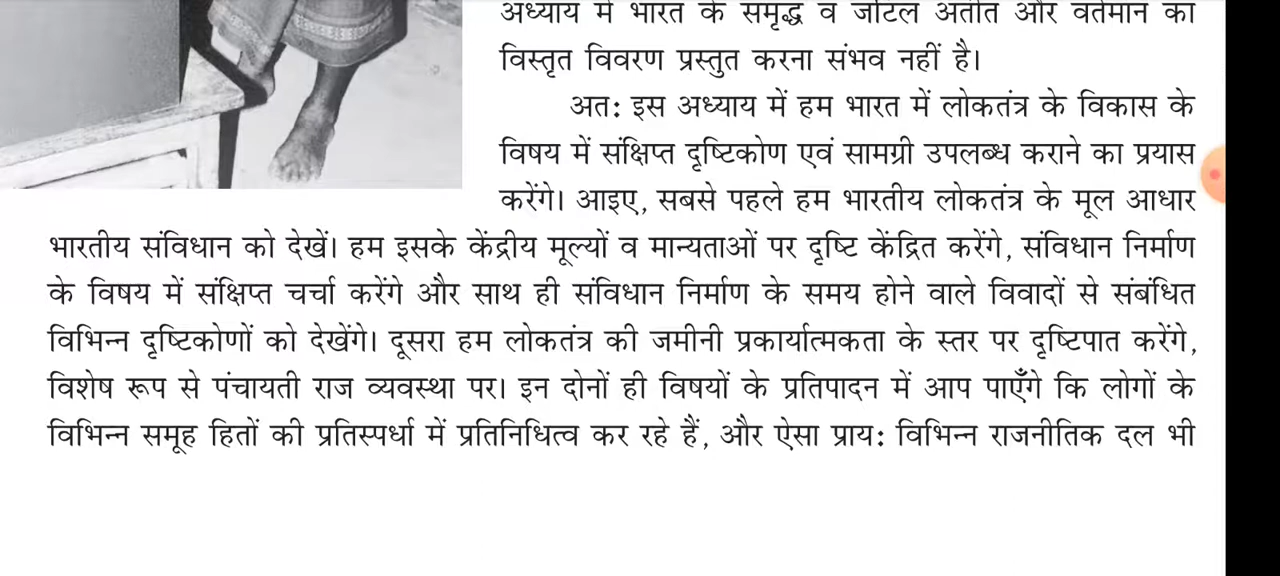 अध्याय में भारत के समृद्ध व जटिल अतीत और वर्तमान का
विस्तृत विवरण प्रस्तुत करना संभव नहीं है।
अत: इस अध्याय में हम भारत में लोकतंत्र के विकास के
विषय में संक्षिप्त दृष्टिकोण एवं सामग्री उपलब्ध कराने का प्रयास
करेंगे। आइए, सबसे पहले हम भारतीय लोकतंत्र के मूल आधार
भारतीय संविधान को देखें। हम इसके केंद्रीय मूल्यों व मान्यताओं पर दृष्टि केंद्रित करेंगे, संविधान निर्माण
के विषय में संक्षिप्त चर्चा करेंगे और साथ ही संविधान निर्माण के समय होने वाले विवादों से संबंधित
विभिन्न दृष्टिकोणों को देखेंगे। दूसरा हम लोकतंत्र की जमीनी प्रकार्यात्मकता के स्तर पर दृष्टिपात करेंगे,
विशेष रूप से पंचायती राज व्यवस्था पर। इन दोनों ही विषयों के प्रतिपादन में आप पाएँगे कि लोगों के
विभिन्न समूह हितों की प्रतिस्पर्धा में प्रतिनिधित्व कर रहे हैं, और ऐसा प्राय: विभिन्न राजनीतिक दल भी